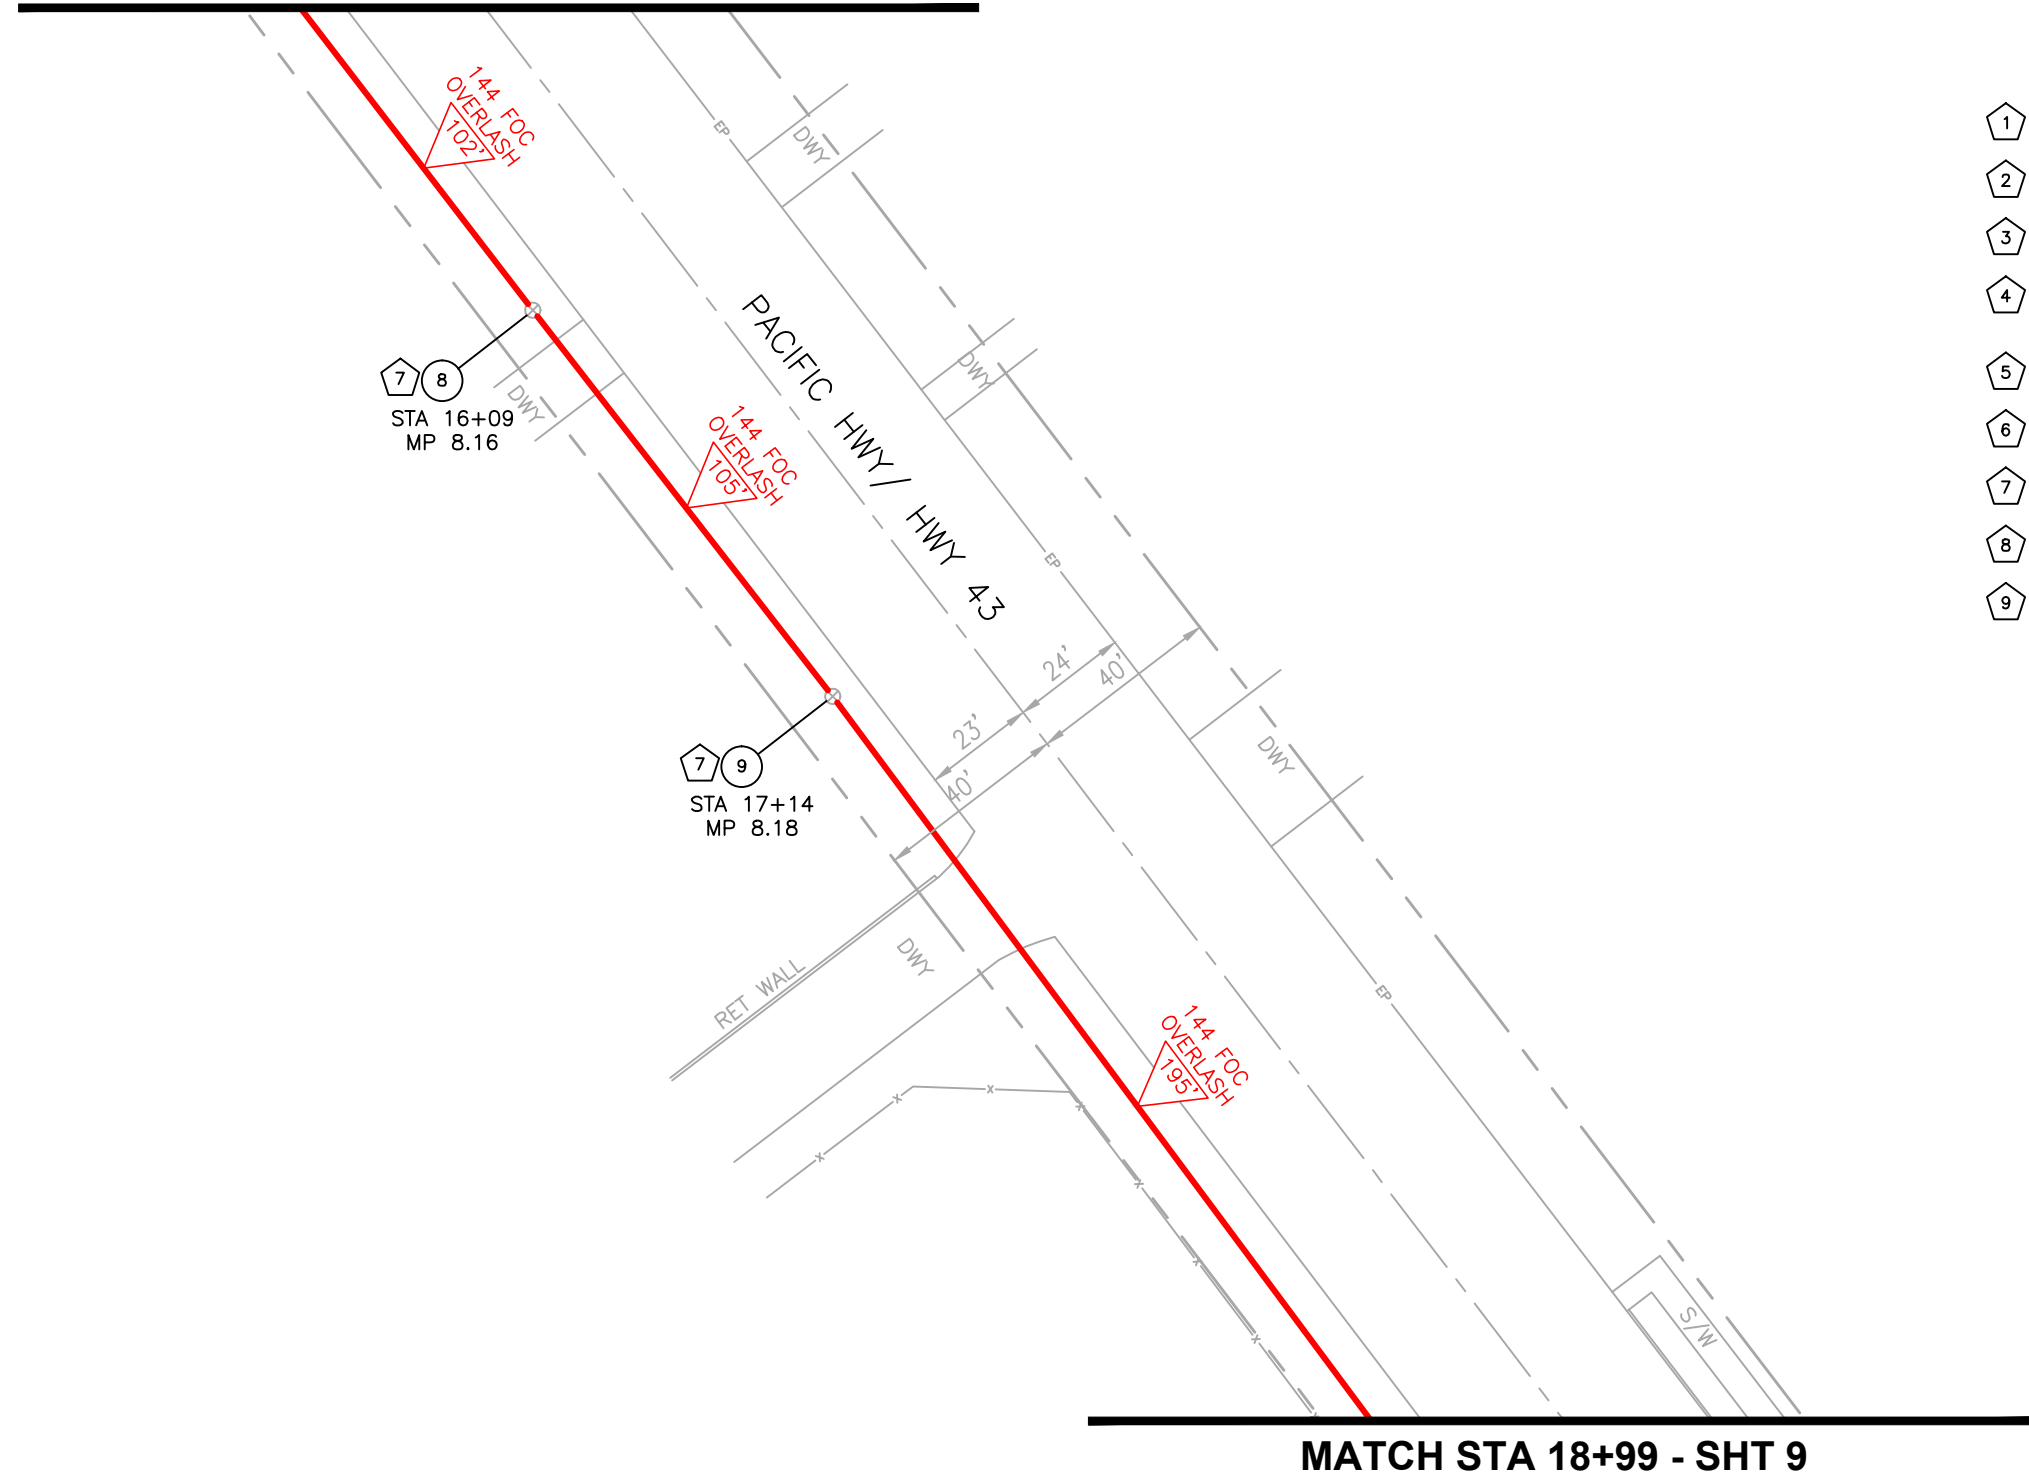 144 FOC
OVERLASH
102'
EP
DWY
1
2
3
4
5
6
7
8
9
PACIFIC HWY/ HWY 43
DWY
7
8
STA 16+09
MP 8.16
DWY
144 FOC
OVERLASH
105'
EP
24'
40'
23'
40'
DWY
7
9
STA 17+14
MP 8.18
RET WALL
DWY
EP
144 FOC
OVERLASH
195'
X
X
X
X
X
X
X
X
S/W
MATCH STA 18+99 - SHT 9